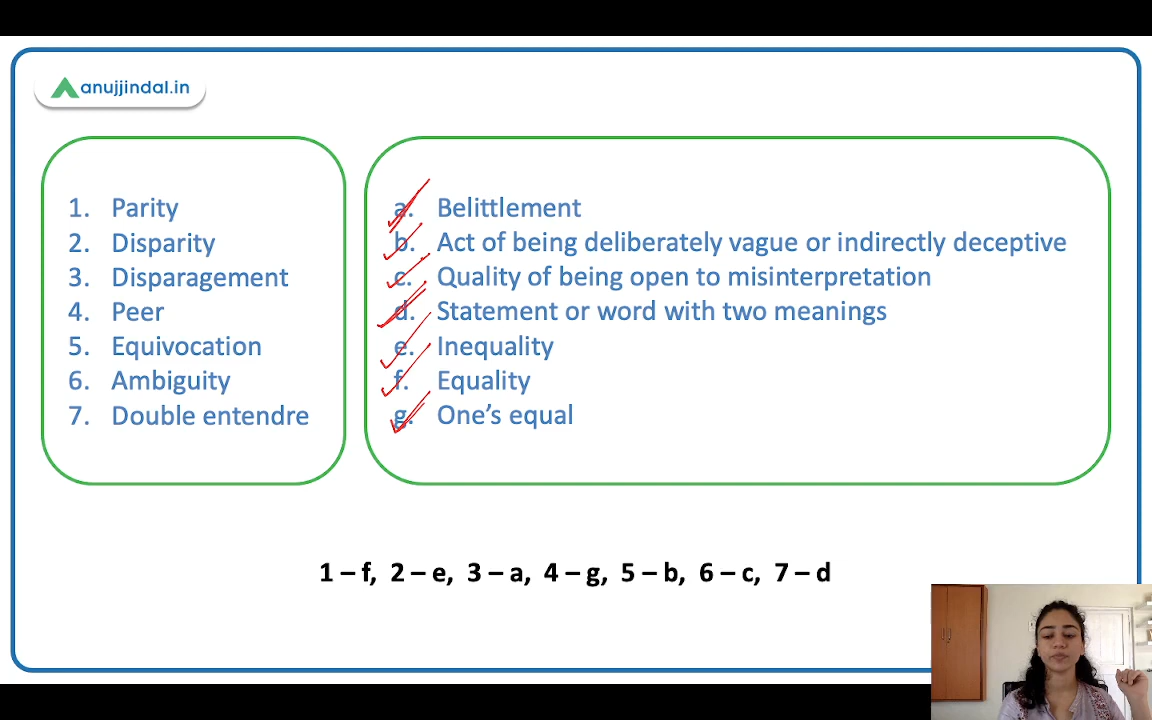 anujjindal.in
1. Parity
2. Disparity
3. Disparagement
4. Peer
5. Equivocation
6. Ambiguity
7. Double entendre
a. Belittlement
b. Act of being deliberately vague or indirectly deceptive
c. Quality of being open to misinterpretation
d. Statement or word with two meanings
e. Inequality
f. Equality
g. One’s equal
1 – f, 2 – e, 3 – a, 4 – g, 5 – b, 6 – c, 7 – d